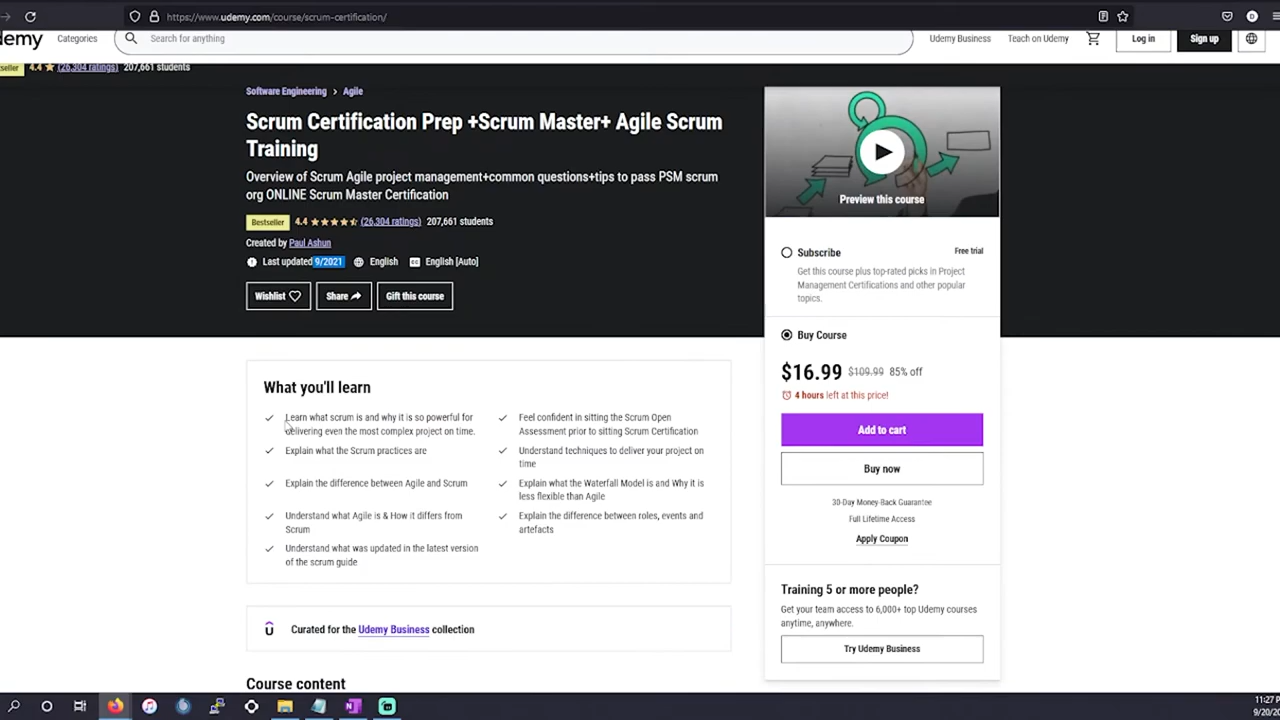 https://www.udemy.com/course/scrum-certification/
demy
Categories
Search for anything
Udemy Business
Teach on Udemy
Log in
Sign up
4.4 ★ (26,304 ratings) 207,661 students
Software Engineering > Agile
Scrum Certification Prep +Scrum Master+ Agile Scrum
Training
Overview of Scrum Agile project management+common questions+tips to pass PSM scrum
org ONLINE Scrum Master Certification
Bestseller 4.4 (26,304 ratings) 207,661 students
Created by Paul Ashun
Last updated 9/2021 English English [Auto]
Wishlist
Share
Gift this course
Preview this course
Subscribe
Free trial
Get this course plus top-rated picks in Project
Management Certifications and other popular
topics.
Buy Course
$16.99 $109.99 85% off
4 hours left at this price!
Add to cart
Buy now
30-Day Money-Back Guarantee
Full Lifetime Access
Apply Coupon
Training 5 or more people?
Get your team access to 6,000+ top Udemy courses
anytime, anywhere.
Try Udemy Business
What you'll learn
Learn what scrum is and why it is so powerful for
delivering even the most complex project on time.
Explain what the Scrum practices are
Explain the difference between Agile and Scrum
Understand what Agile is & How it differs from
Scrum
Understand what was updated in the latest version
of the scrum guide
Feel confident in sitting the Scrum Open
Assessment prior to sitting Scrum Certification
Understand techniques to deliver your project on
time
Explain what the Waterfall Model is and Why it is
less flexible than Agile
Explain the difference between roles, events and
artefacts
Curated for the Udemy Business collection
Course content
11:27 P
9/20/20